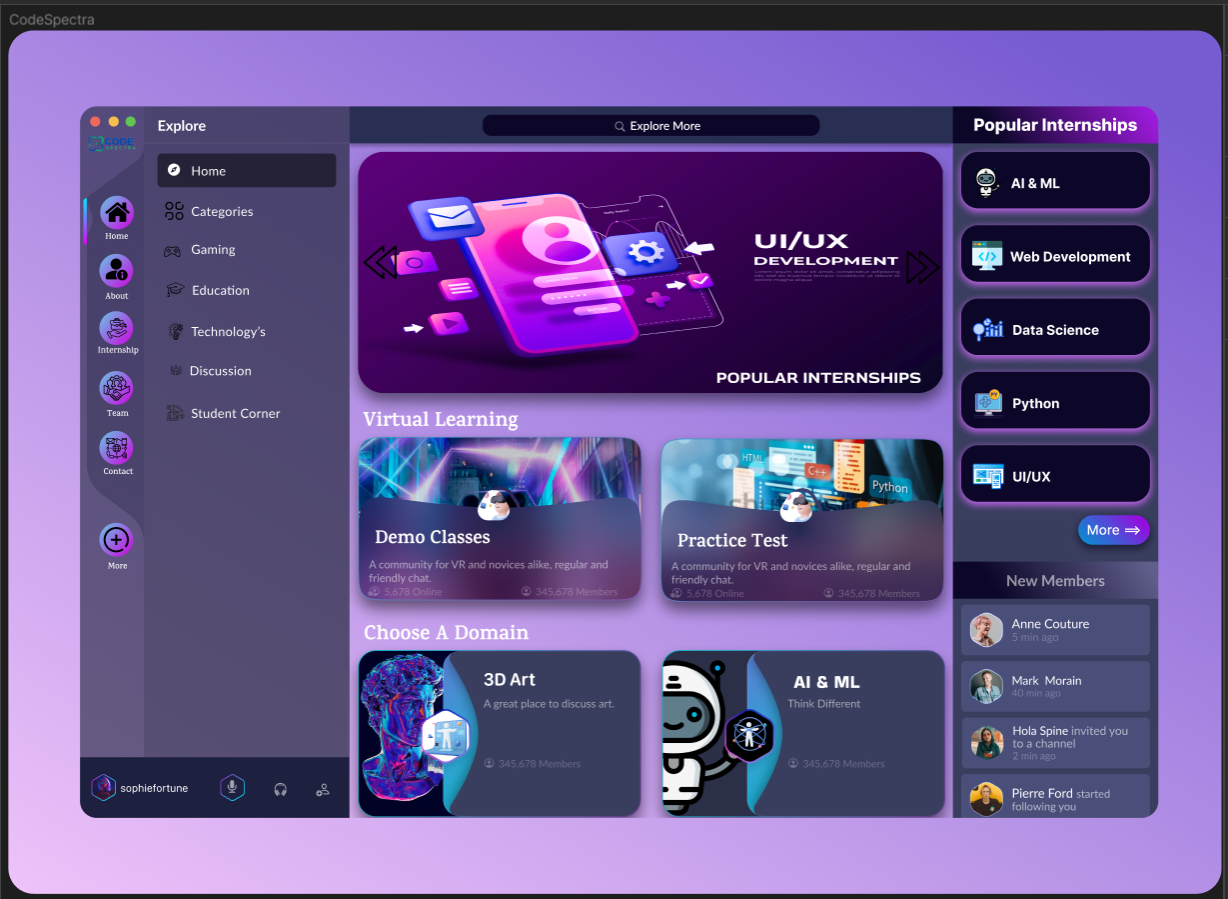 CodeSpectra
CODE
SPECTRA
Home
About
Internship
Team
Contact
More
Explore
Home
Categories
Gaming
Education
Technology's
Discussion
Student Corner
sophiefortune
Explore More
UI/UX
DEVELOPMENT
POPULAR INTERNSHIPS
Virtual Learning
Demo Classes
A community for VR and novices alike, regular and
friendly chat.
5,678 Online
345,678 Members
HTML
C++
Python
Practice Test
A community for VR and novices alike, regular and
friendly chat.
5,678 Online
345,678 Members
Choose A Domain
3D Art
A great place to discuss art.
345,678 Members
AI & ML
Think Different
345,678 Members
Popular Internships
AI & ML
Web Development
Data Science
Python
UI/UX
More ⇒
New Members
Anne Couture
5 min ago
Mark Morain
40 min ago
Hola Spine invited you
to a channel
2 min ago
Pierre Ford started
following you